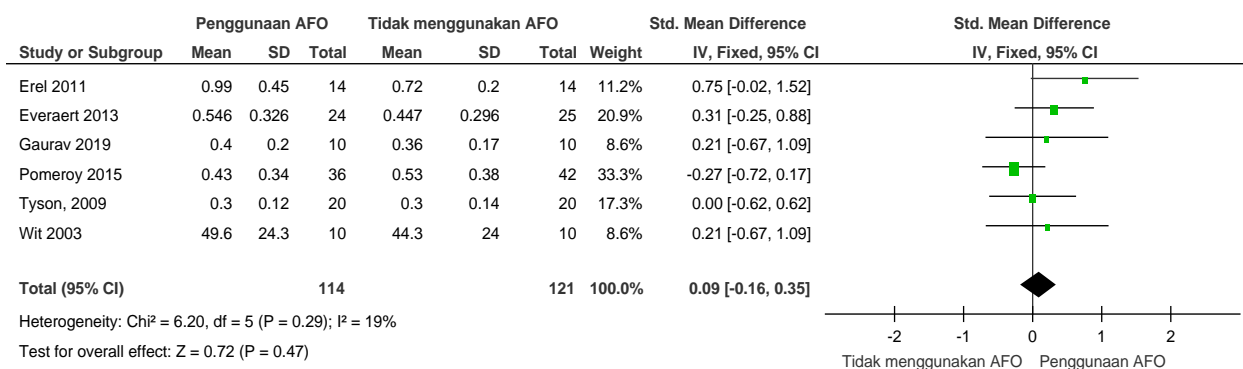 Penggunaan AFO Tidak menggunakan AFO Std. Mean Difference Std. Mean Difference
Study or Subgroup Mean SD Total Mean SD Total Weight IV, Fixed, 95% CI IV, Fixed, 95% CI
Erel 2011 0.99 0.45 14 0.72 0.2 14 11.2% 0.75 [-0.02, 1.52]
Everaert 2013 0.546 0.326 24 0.447 0.296 25 20.9% 0.31 [-0.25, 0.88]
Gaurav 2019 0.4 0.2 10 0.36 0.17 10 8.6% 0.21 [-0.67, 1.09]
Pomeroy 2015 0.43 0.34 36 0.53 0.38 42 33.3% -0.27 [-0.72, 0.17]
Tyson, 2009 0.3 0.12 20 0.3 0.14 20 17.3% 0.00 [-0.62, 0.62]
Wit 2003 49.6 24.3 10 44.3 24 10 8.6% 0.21 [-0.67, 1.09]
Total (95% CI) 114 121 100.0% 0.09 [-0.16, 0.35]
Heterogeneity: Chi² = 6.20, df = 5 (P = 0.29); I² = 19%
Test for overall effect: Z = 0.72 (P = 0.47)
-2 -1 0 1 2
Tidak menggunakan AFO Penggunaan AFO